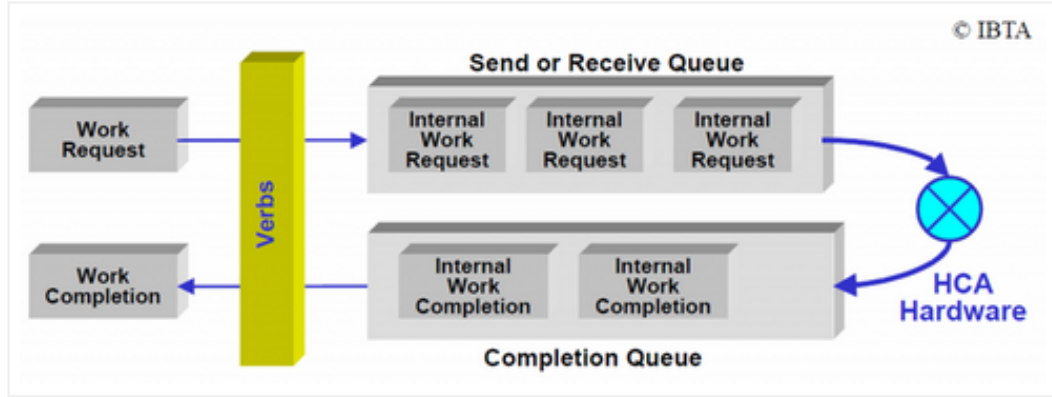 © IBTA
Send or Receive Queue
Work
Request
Verbs
Internal
Work
Request
Internal
Work
Request
Internal
Work
Request
Work
Completion
Internal
Work
Completion
Internal
Work
Completion
HCA
Hardware
Completion Queue